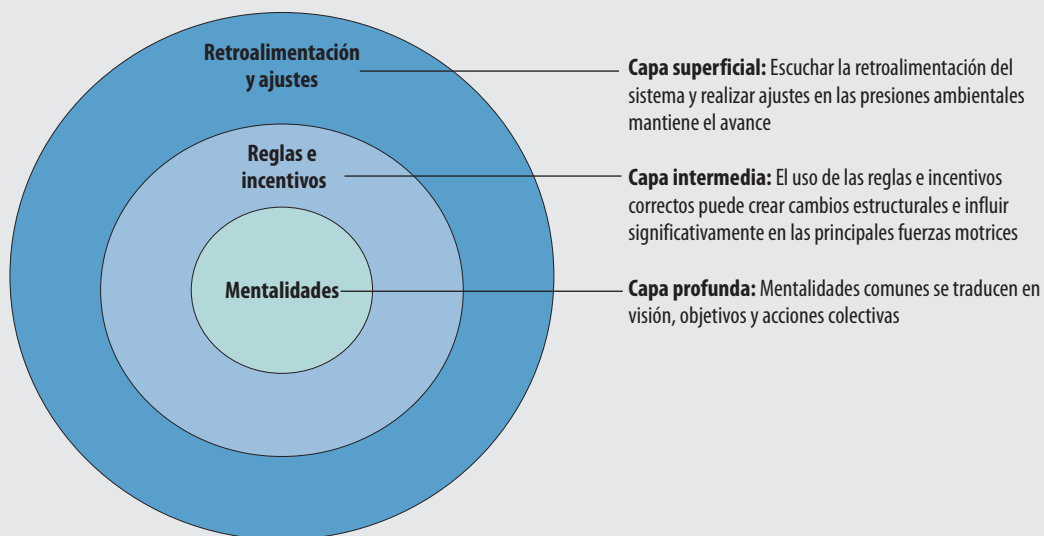 Retroalimentación
y ajustes
Capa superficial: Escuchar la retroalimentación del
sistema y realizar ajustes en las presiones ambientales
mantiene el avance
Reglas e
incentivos
Capa intermedia: El uso de las reglas e incentivos
correctos puede crear cambios estructurales e influir
significativamente en las principales fuerzas motrices
Mentalidades
Capa profunda: Mentalidades comunes se traducen en
visión, objetivos y acciones colectivas